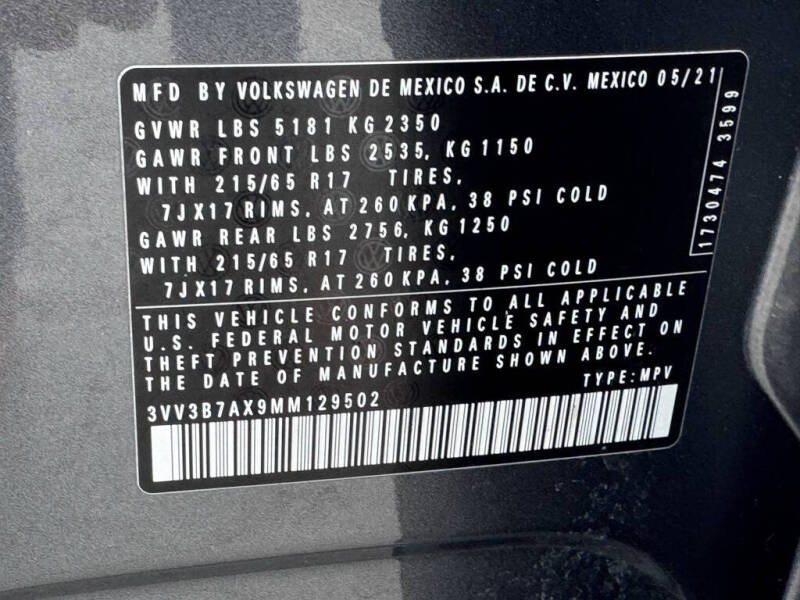 MFD BY VOLKSWAGEN DE MEXICO S.A. DE C.V. MEXICO 05/21
GVWR LBS 5181 KG 2350
GAWR FRONT LBS 2535, KG 1150
WITH 215/65 R17 TIRES,
7JX17 RIMS, AT 260 KPA, 38 PSI COLD
GAWR REAR LBS 2756, KG 1250
WITH 215/65 R17 TIRES,
7JX17 RIMS, AT 260 KPA, 38 PSI COLD
THIS VEHICLE CONFORMS TO ALL APPLICABLE
U.S. FEDERAL MOTOR VEHICLE SAFETY AND
THEFT PREVENTION STANDARDS IN EFFECT ON
THE DATE OF MANUFACTURE SHOWN ABOVE.
3VV3B7AX9MM129502 TYPE: MPV
1730474 3599